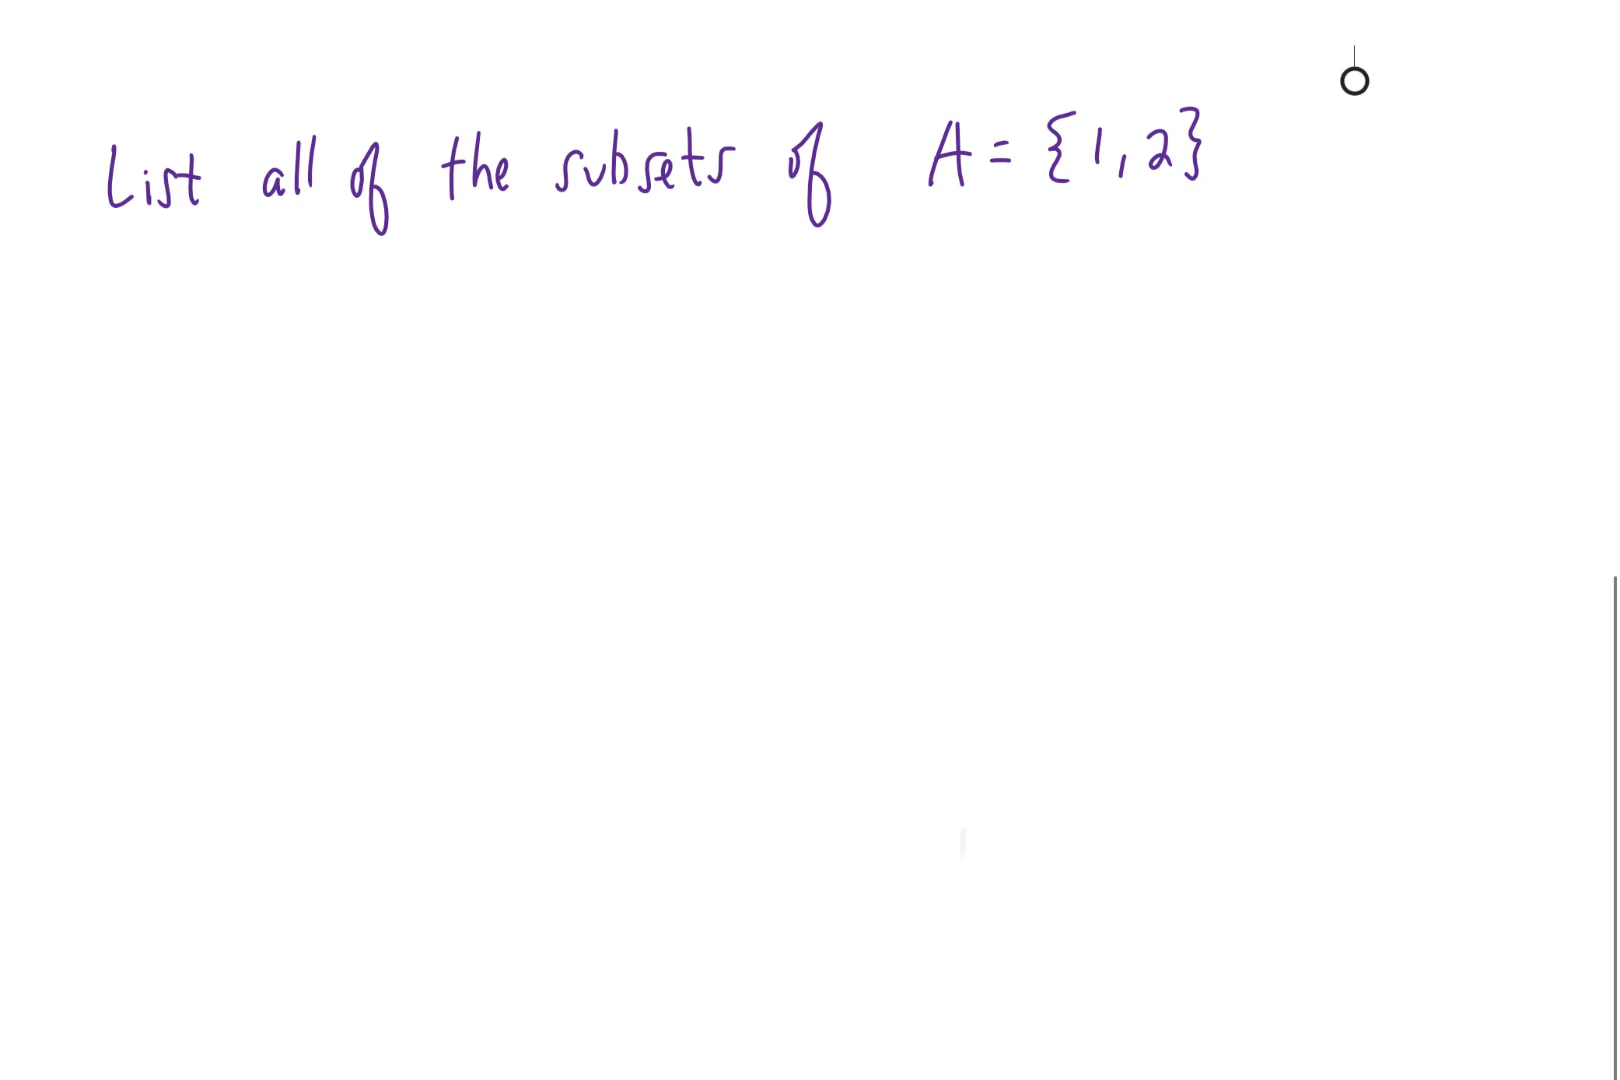 List all of the subsets of A = {1, 2}